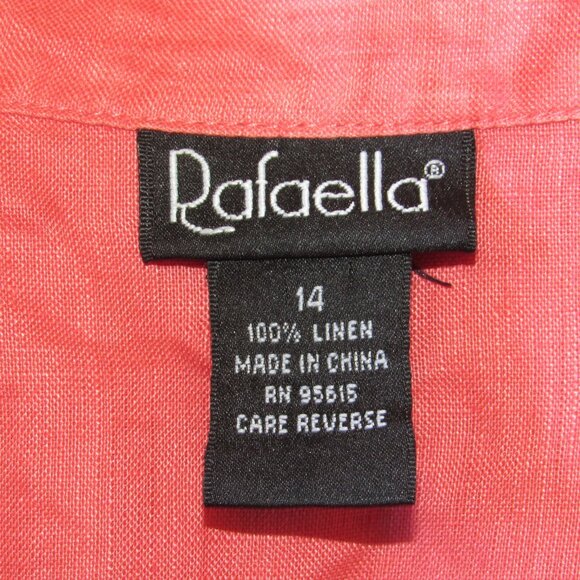 Rafaella®
14
100% LINEN
MADE IN CHINA
RN 95615
CARE REVERSE